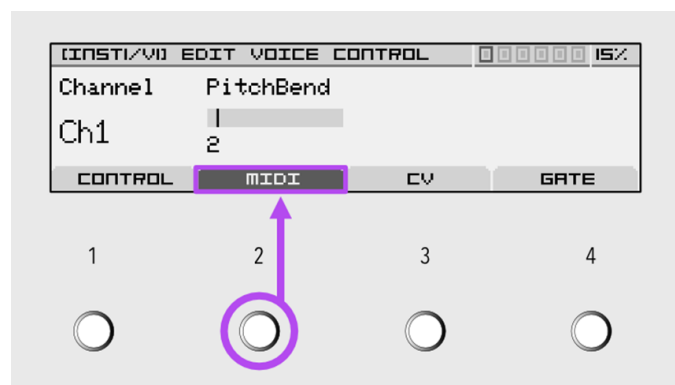 [INST1/V1] EDIT VOICE CONTROL 15%
Channel PitchBend
Ch1
2
CONTROL MIDI CV GATE
1 2 3 4